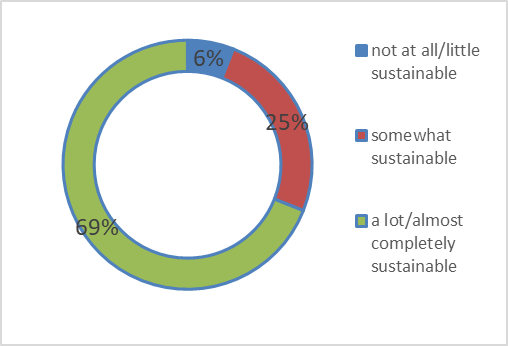 6%
25%
69%
not at all/little
sustainable
somewhat
sustainable
a lot/almost
completely
sustainable